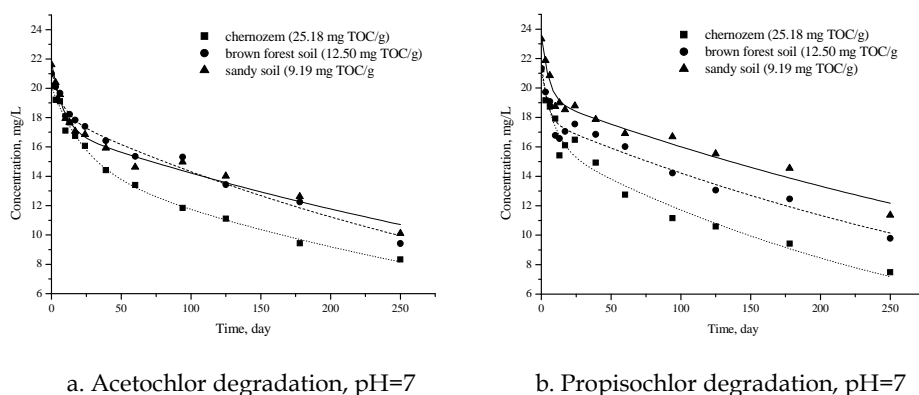 24
22
20
18
16
14
12
10
8
6
Concentration, mg/L
chernozem (25.18 mg TOC/g)
brown forest soil (12.50 mg TOC/g)
sandy soil (9.19 mg TOC/g
0 50 100 150 200 250
Time, day
a. Acetochlor degradation, pH=7
24
22
20
18
16
14
12
10
8
6
Concentration, mg/L
chernozem (25.18 mg TOC/g)
brown forest soil (12.50 mg TOC/g)
sandy soil (9.19 mg TOC/g)
0 50 100 150 200 250
Time, day
b. Propisochlor degradation, pH=7